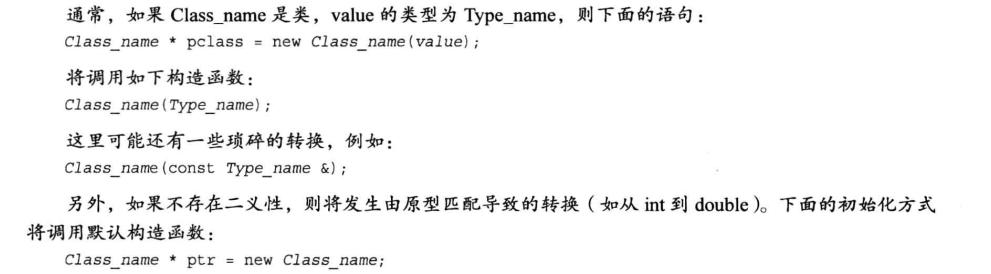 通常，如果 Class_name 是类，value 的类型为 Type_name，则下面的语句：
Class_name * pclass = new Class_name(value);
将调用如下构造函数：
Class_name(Type_name);
这里可能还有一些琐碎的转换，例如：
Class_name(const Type_name &);
另外，如果不存在二义性，则将发生由原型匹配导致的转换（如从 int 到 double）。下面的初始化方式
将调用默认构造函数：
Class_name * ptr = new Class_name;